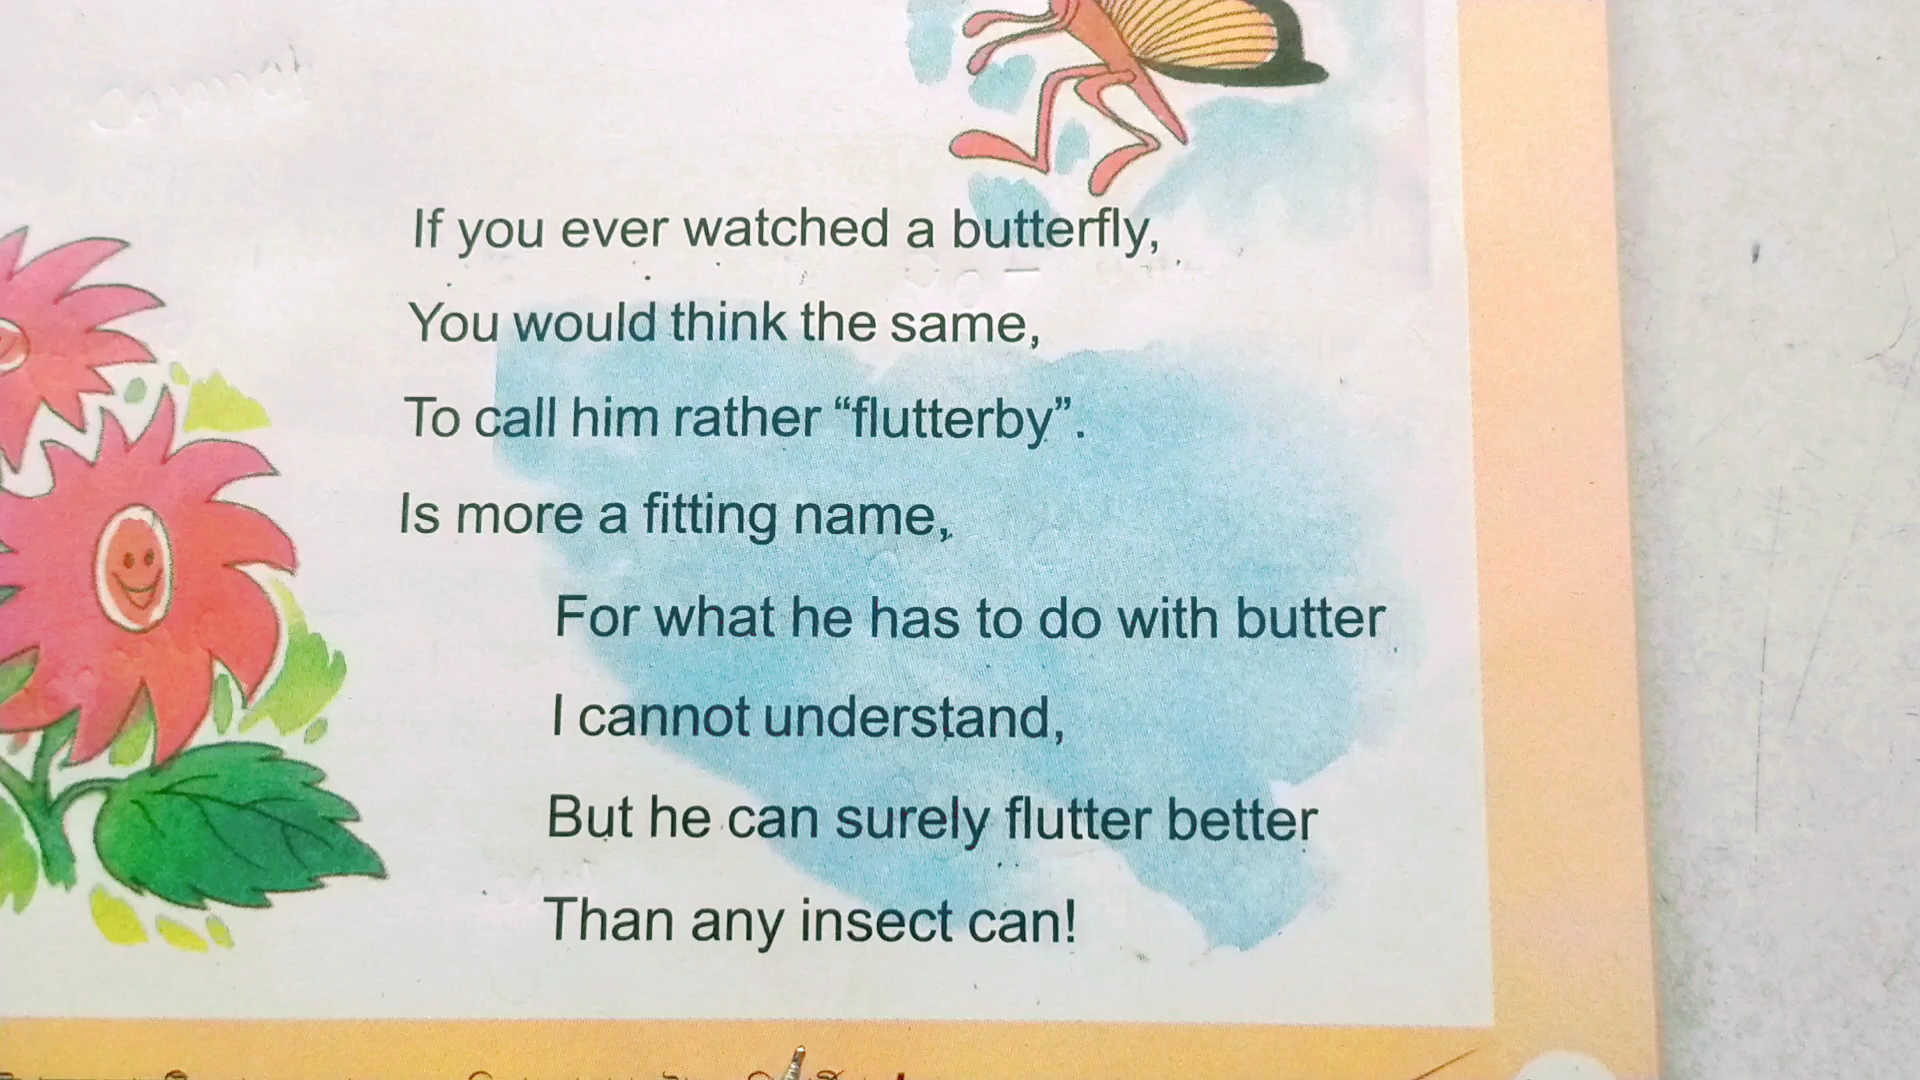 If you ever watched a butterfly,
You would think the same,
To call him rather “flutterby”.
Is more a fitting name,
For what he has to do with butter
I cannot understand,
But he can surely flutter better
Than any insect can!